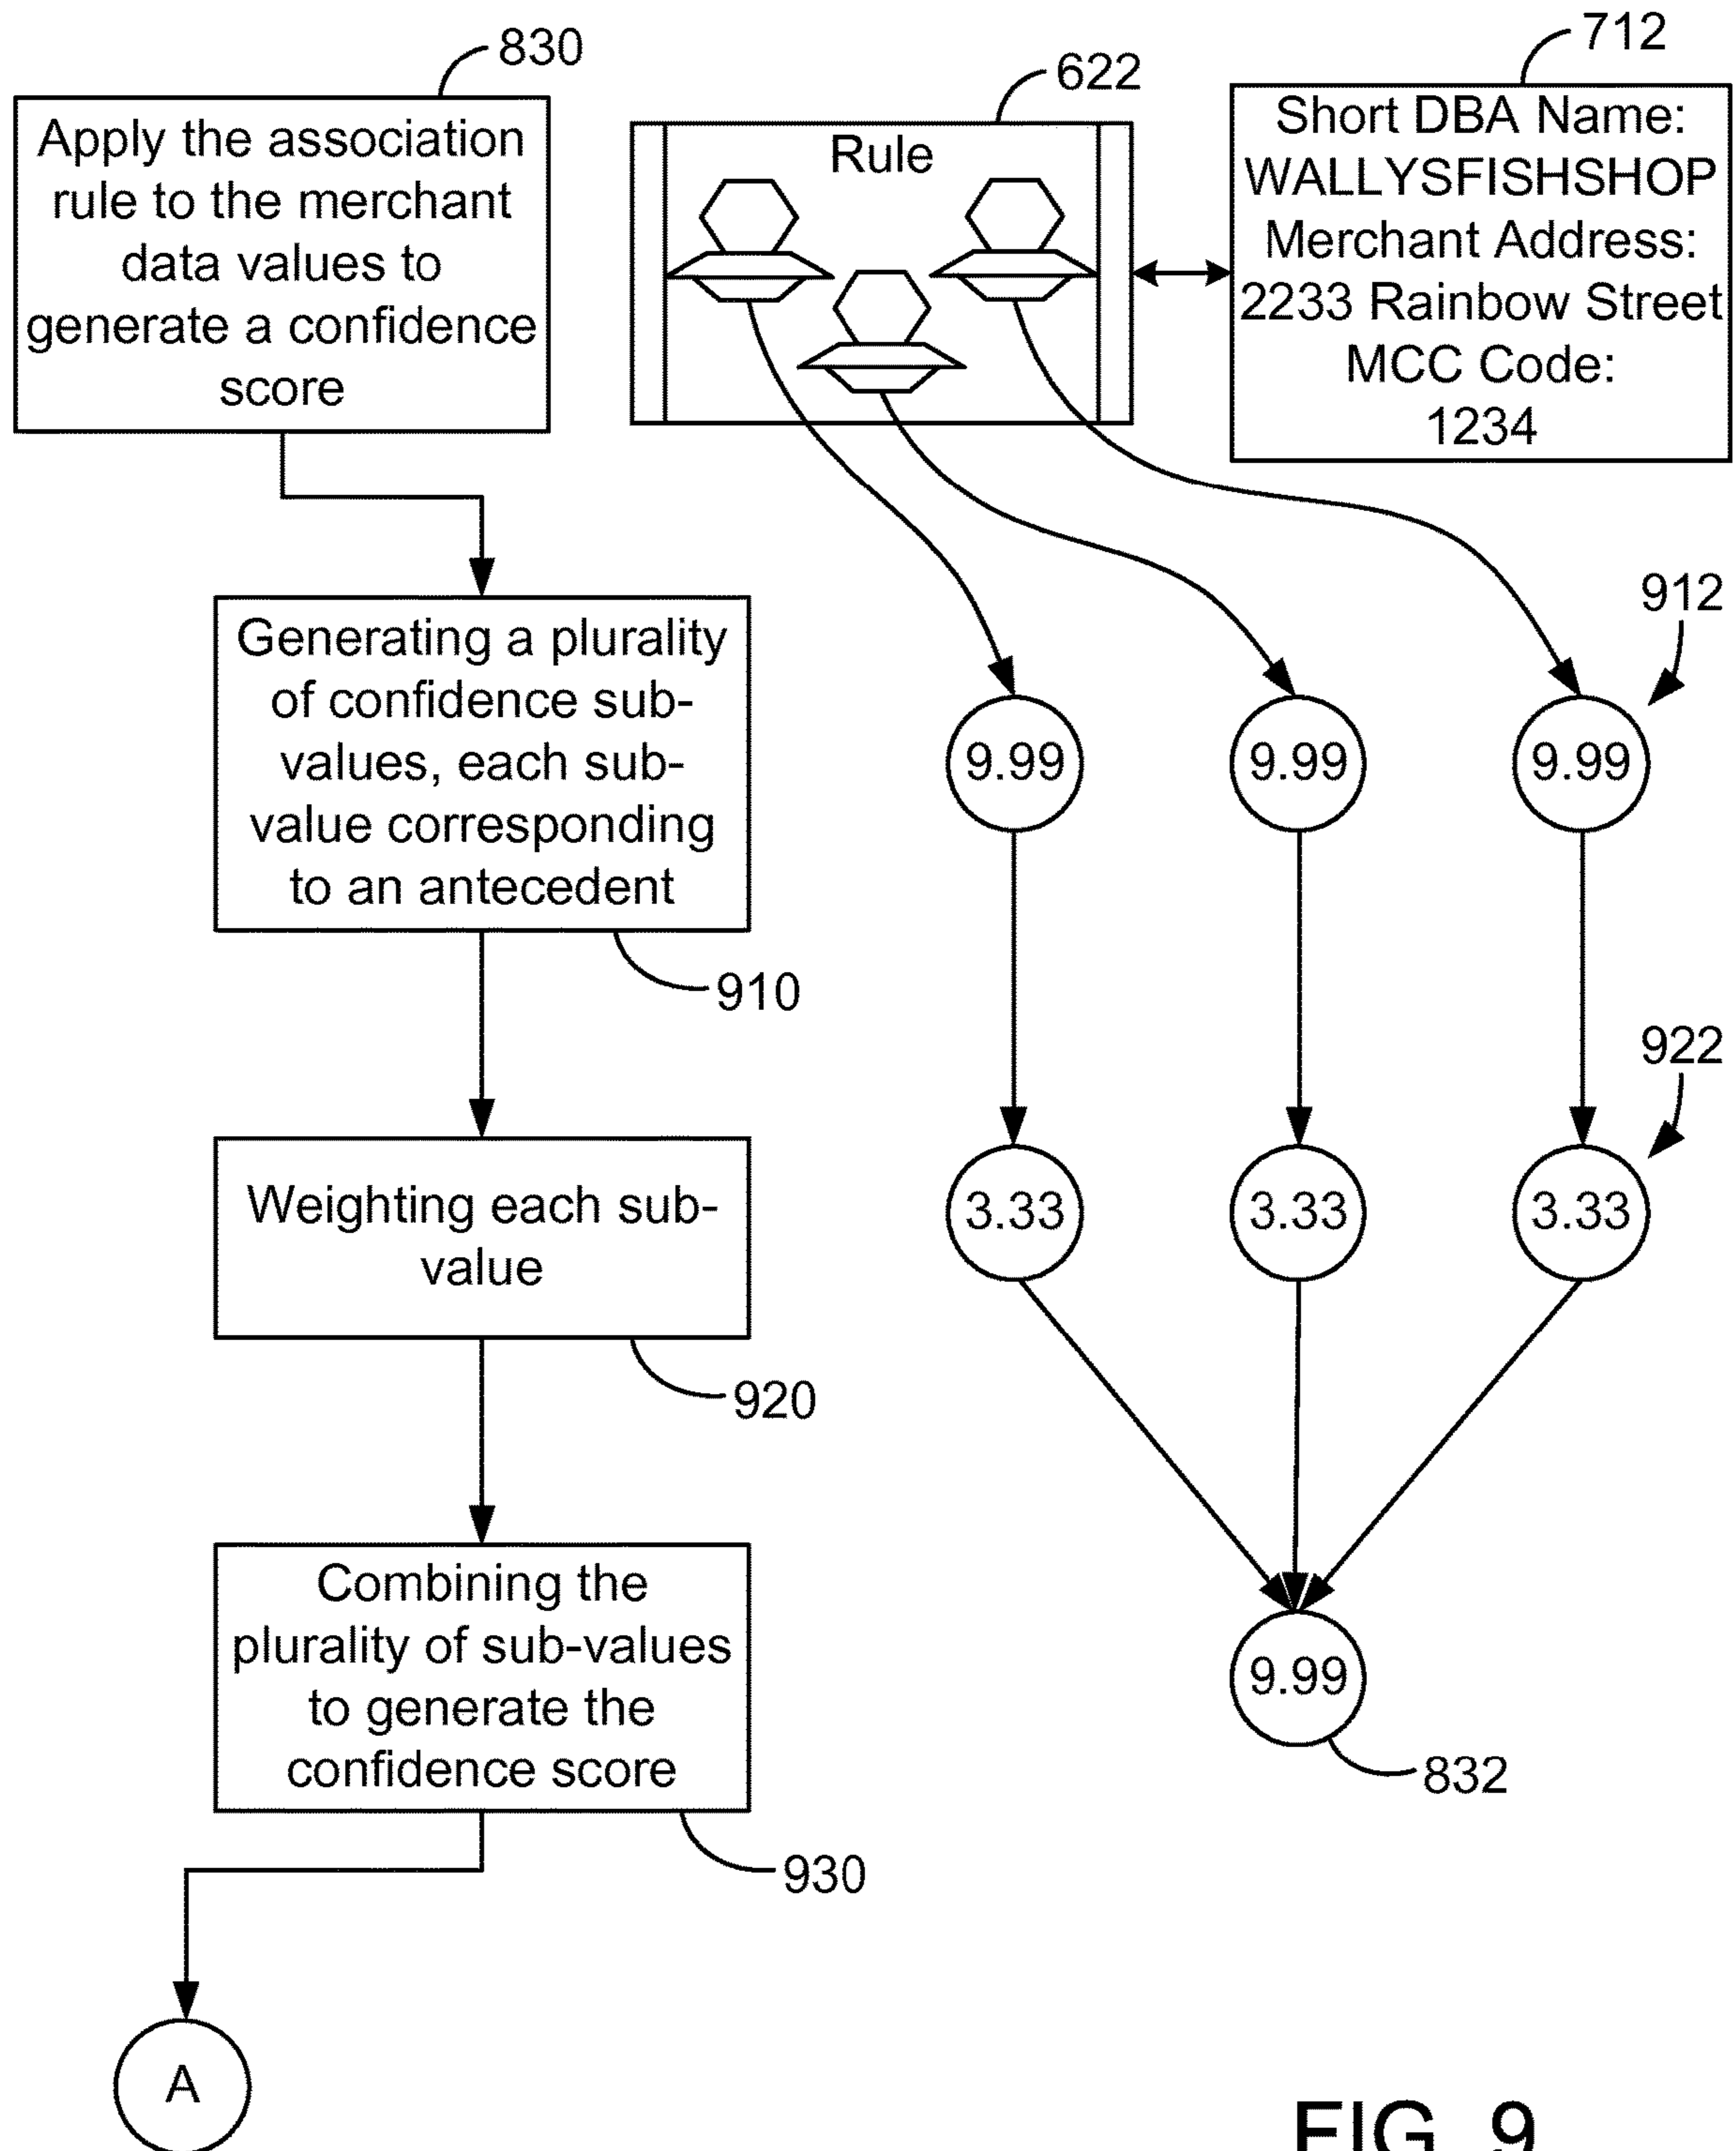 830
Apply the association
rule to the merchant
data values to
generate a confidence
score
622
Rule
712
Short DBA Name:
WALLYSFISHSHOP
Merchant Address:
2233 Rainbow Street
MCC Code:
1234
Generating a plurality
of confidence sub-
values, each sub-
value corresponding
to an antecedent
910
912
9.99
9.99
9.99
922
Weighting each sub-
value
920
3.33
3.33
3.33
Combining the
plurality of sub-values
to generate the
confidence score
930
9.99
832
A
FIG. 9